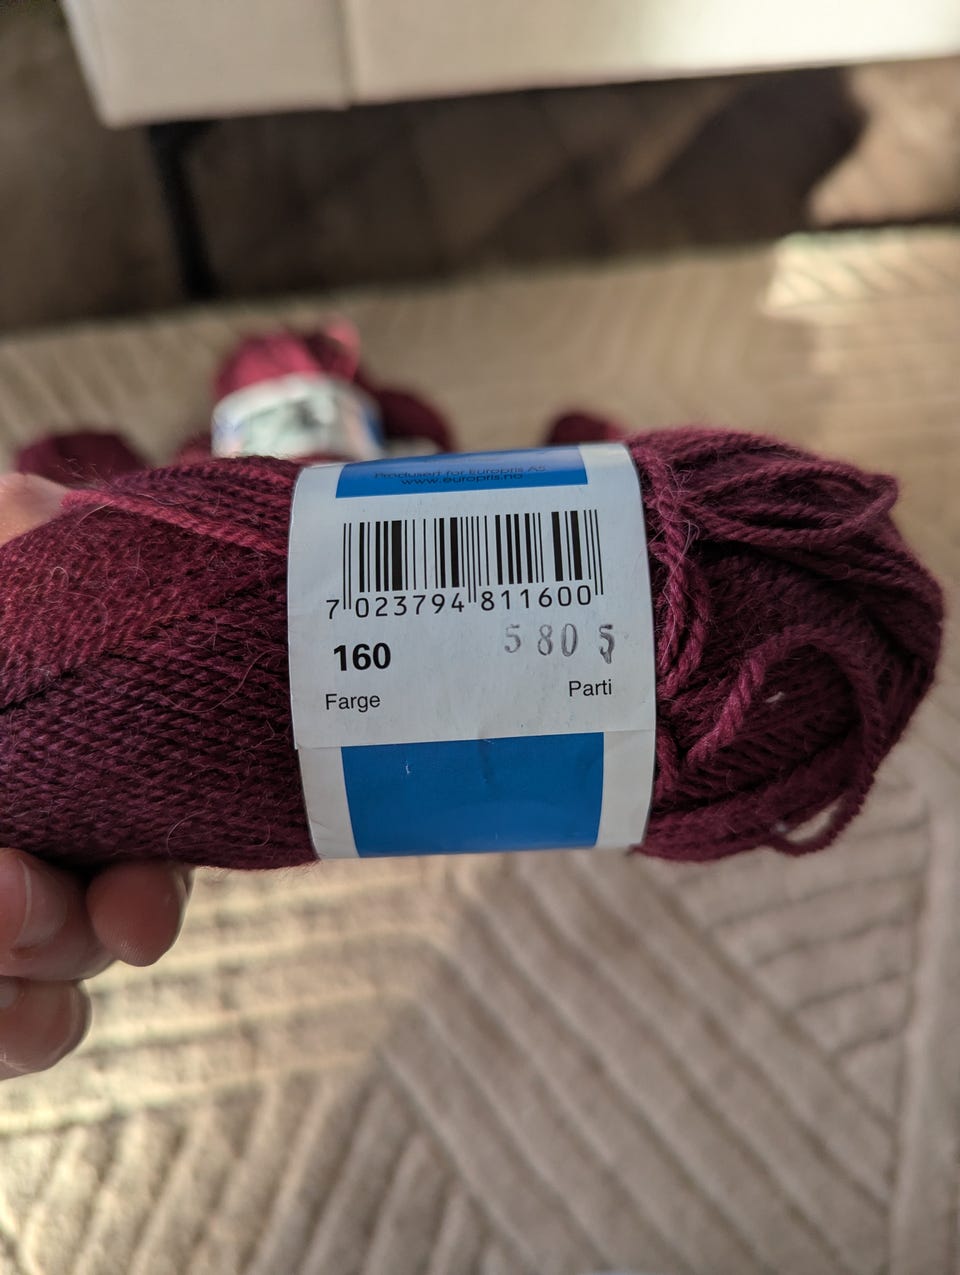 Produsert for Europris AS
www.europris.no
7 023794 811600
160
5805
Farge
Parti